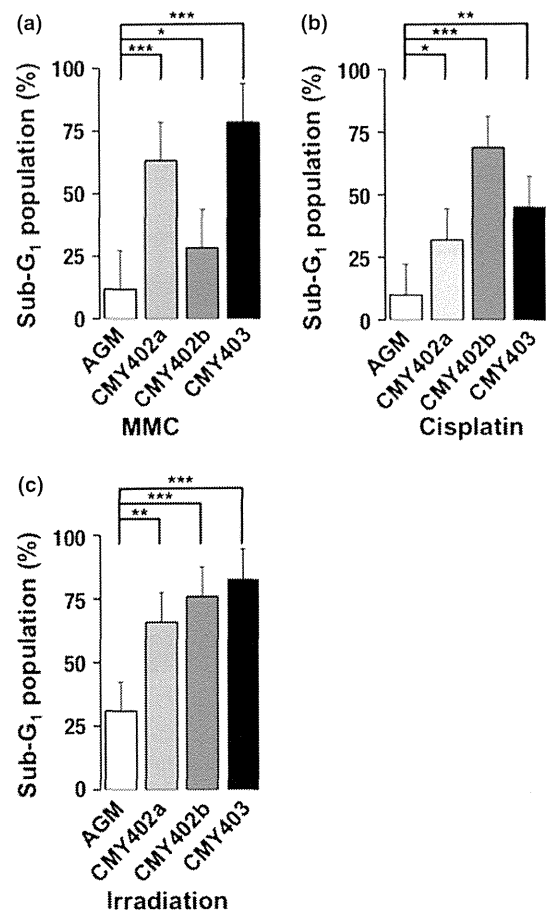 (a)
***
*
***
Sub-G₁ population (%)
100
75
50
25
0
AGM
CMY402a
CMY402b
CMY403
MMC
(b)
**
***
*
Sub-G₁ population (%)
100
75
50
25
0
AGM
CMY402a
CMY402b
CMY403
Cisplatin
(c)
***
***
**
Sub-G₁ population (%)
100
75
50
25
0
AGM
CMY402a
CMY402b
CMY403
Irradiation